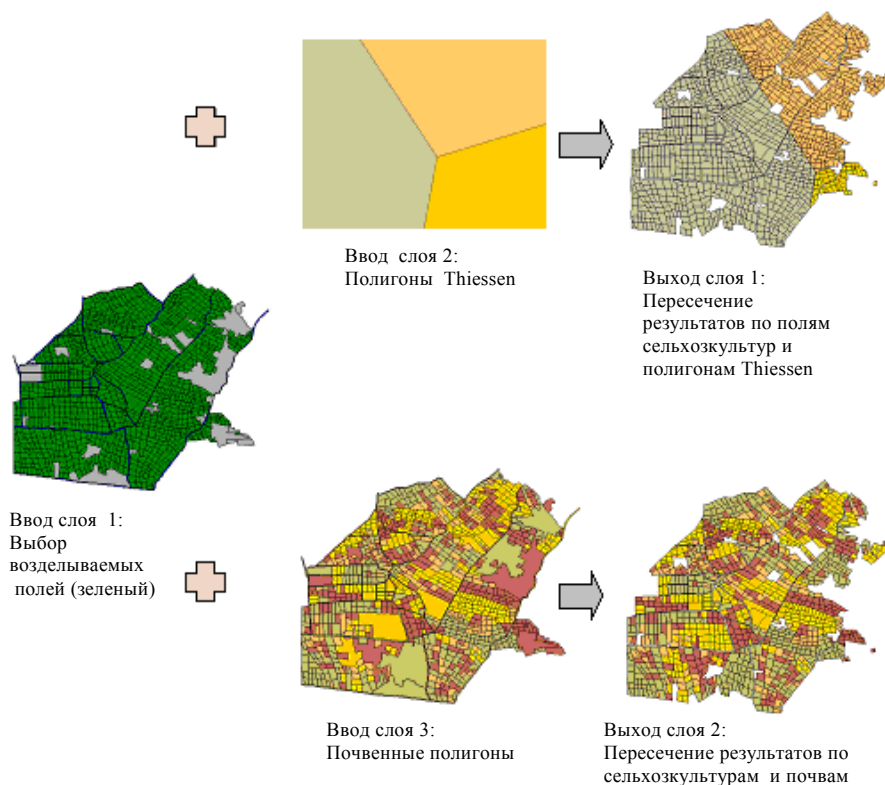 Ввод слоя 2:
Полигоны Thiessen
Выход слоя 1:
Пересечение
результатов по полям
сельхозкультур и
полигонам Thiessen
Ввод слоя 1:
Выбор
возделываемых
полей (зеленый)
Ввод слоя 3:
Почвенные полигоны
Выход слоя 2:
Пересечение результатов по
сельхозкультурам и почвам